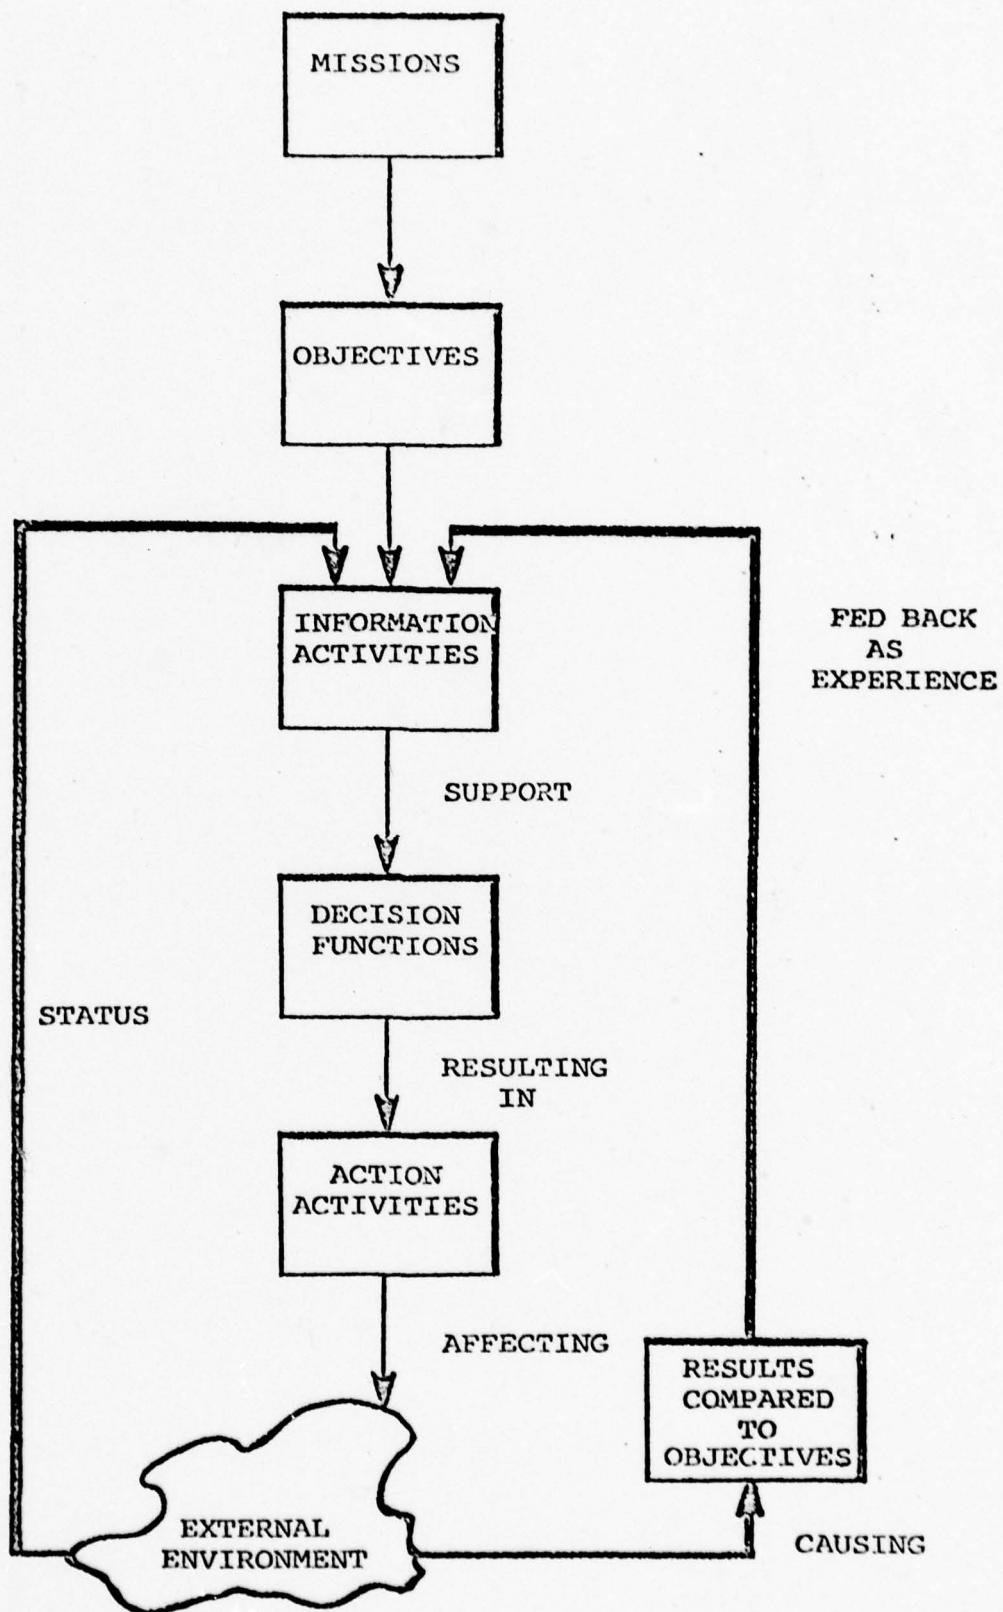 MISSIONS
OBJECTIVES
INFORMATION
ACTIVITIES
FED BACK
AS
EXPERIENCE
SUPPORT
DECISION
FUNCTIONS
STATUS
RESULTING
IN
ACTION
ACTIVITIES
AFFECTING
RESULTS
COMPARED
TO
OBJECTIVES
EXTERNAL
ENVIRONMENT
CAUSING